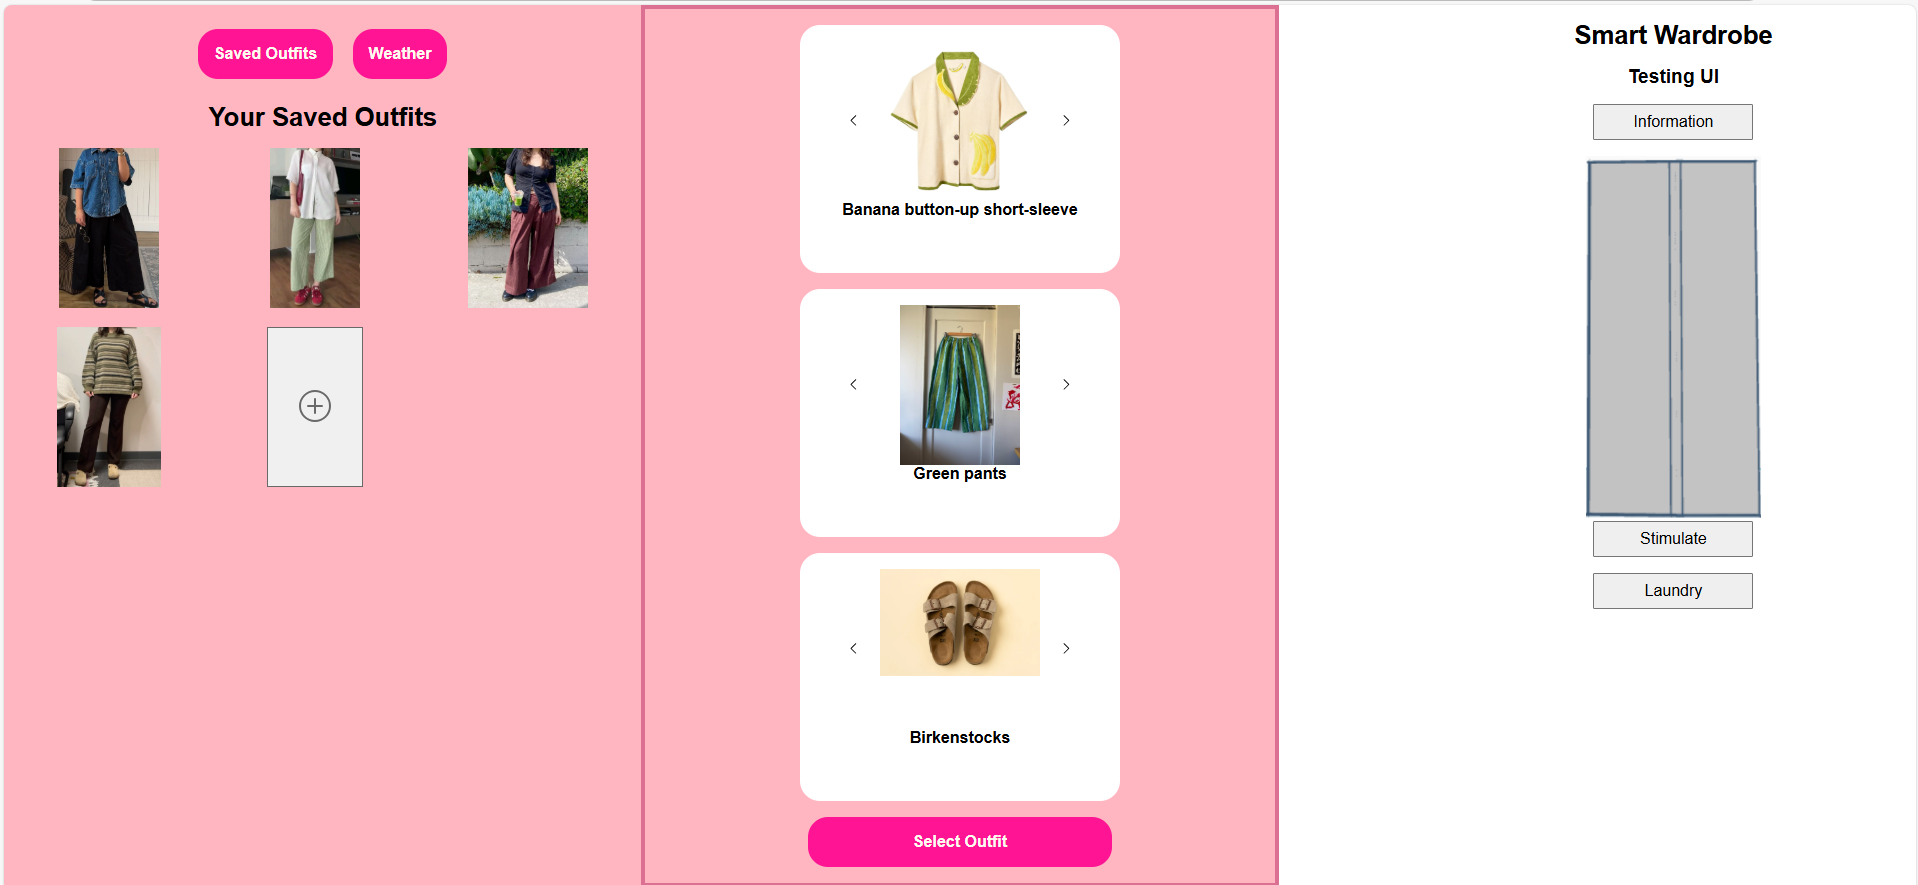 Saved Outfits
Weather
Your Saved Outfits
Banana button-up short-sleeve
Green pants
Birkenstocks
Select Outfit
Smart Wardrobe
Testing UI
Information
Stimulate
Laundry